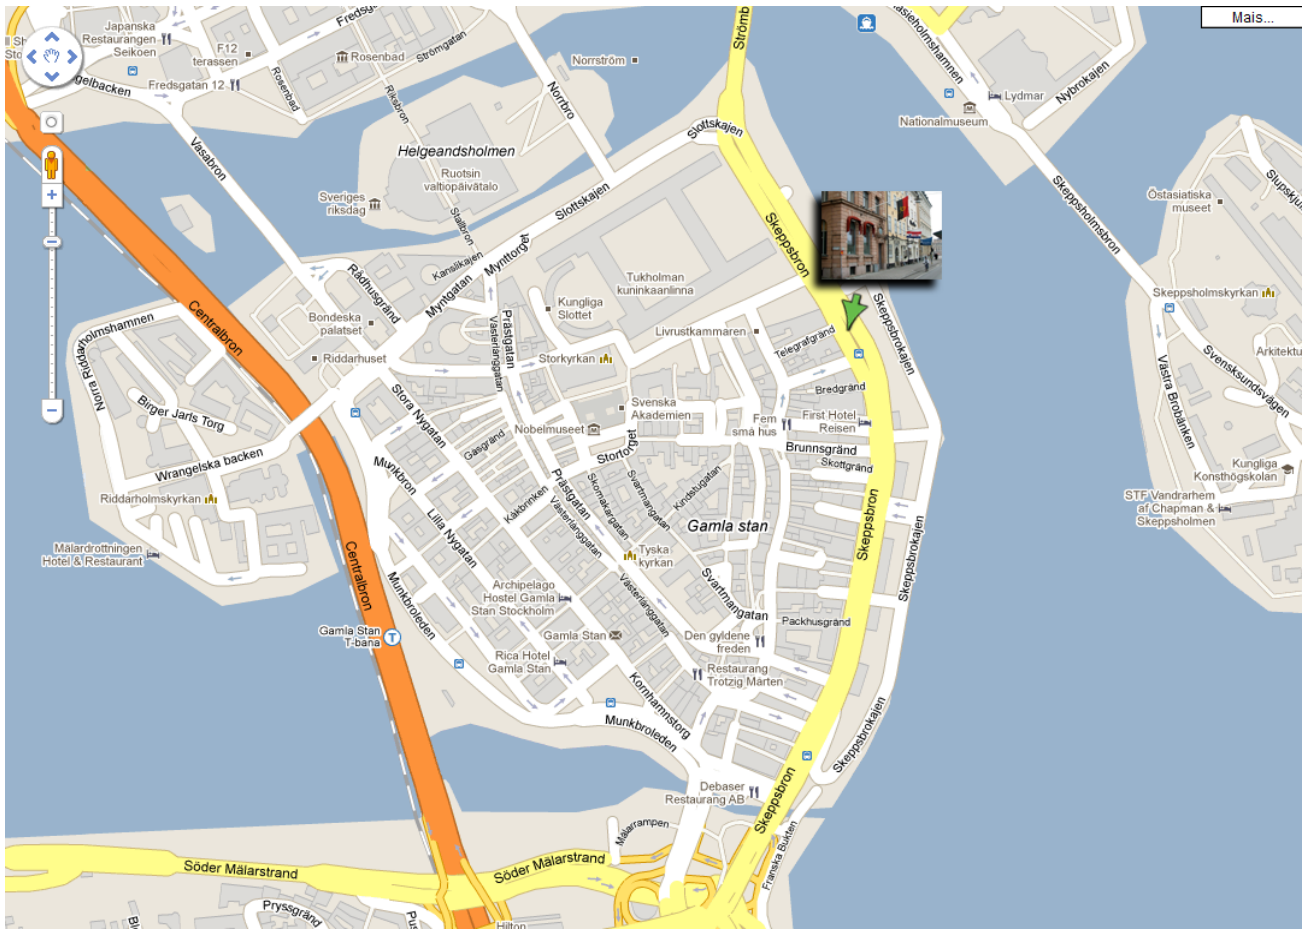 Mais...
Japanska
Restaurangen
Seikoen
Fredsgatan
F12
terassen
Rosenbad
Strömgatan
Fredsgatan 12
Rosenbad
Riksbron
Norrström
Norrbro
Strömb
Nybrokajen
Lydmar
Nationalmuseum
Vasabron
Helgeandsholmen
Ruotsin
valtiopäivätalo
Sveriges
riksdag
Stallbron
Slottskajen
Slottskajen
Skeppsbron
Skeppsholmsbron
Östasiatiska
museet
Slupskju
Kanslikajen
Mynttorget
Rådhusgränd
Myntgatan
Tukholman
kuninkaanlinna
Kungliga
Slottet
Centralbron
Norra Riddarholmshamnen
Bondeska
palatset
Riddarhuset
Prästgatan
Västerlånggatan
Storkyrkan
Livrustkammaren
Telegrafgränd
Skeppsbrokajen
Skeppsholmskyrkan
Arkitektu
Svensksundsvägen
Västra Brobänken
Birger Jarls Torg
Stora Nygatan
Svenska
Akademien
Bredgränd
Fem
små hus
First Hotel
Reisen
Nobelmuseet
Gåsgränd
Stortorget
Brunnsgränd
Skottgränd
Wrangelska backen
Munkbron
Riddarholmskyrkan
Kåkbrinken
Prästgatan
Skomakargatan
Svartmangatan
Kindstugatan
Lilla Nygatan
Västerlånggatan
Gamla stan
Skeppsbron
Skeppsbrokajen
Kungliga
Konsthögskolan
STF Vandrarhem
af Chapman &
Skeppsholmen
Mälardrottningen
Hotel & Restaurant
Centralbron
Munkbroleden
Tyska
kyrkan
Archipelago
Hostel Gamla
Stan Stockholm
Västerlånggatan
Svartmangatan
Packhusgränd
Gamla Stan
T-bana
Gamla Stan
Den gyldene
freden
Rica Hotel
Gamla Stan
Restaurang
Trotzig Mårten
Kornhamnstorg
Munkbroleden
Skeppsbrokajen
Skeppsbron
Debaser
Restaurang AB
Mälarrampen
Franska Bukten
Söder Mälarstrand
Söder Mälarstrand
Pryssgränd
Hilton